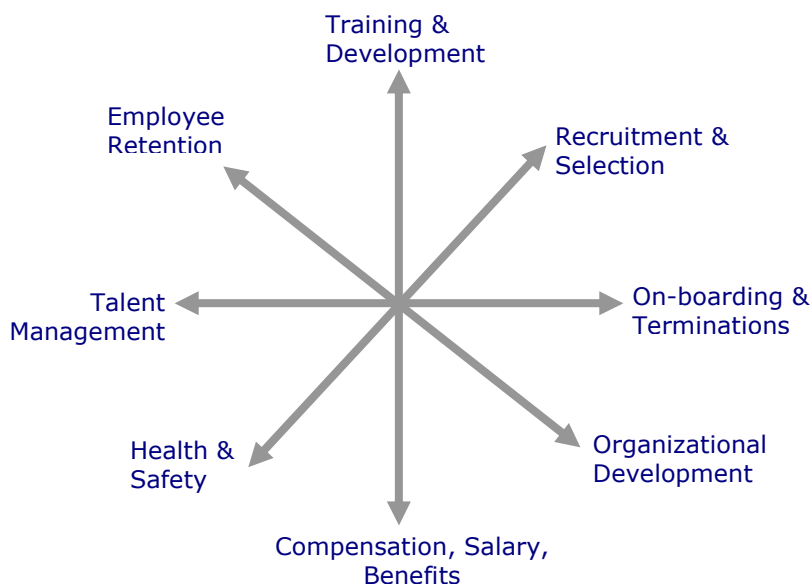 Training &
Development
Employee
Retention
Recruitment &
Selection
Talent
Management
On-boarding &
Terminations
Health &
Safety
Organizational
Development
Compensation, Salary,
Benefits